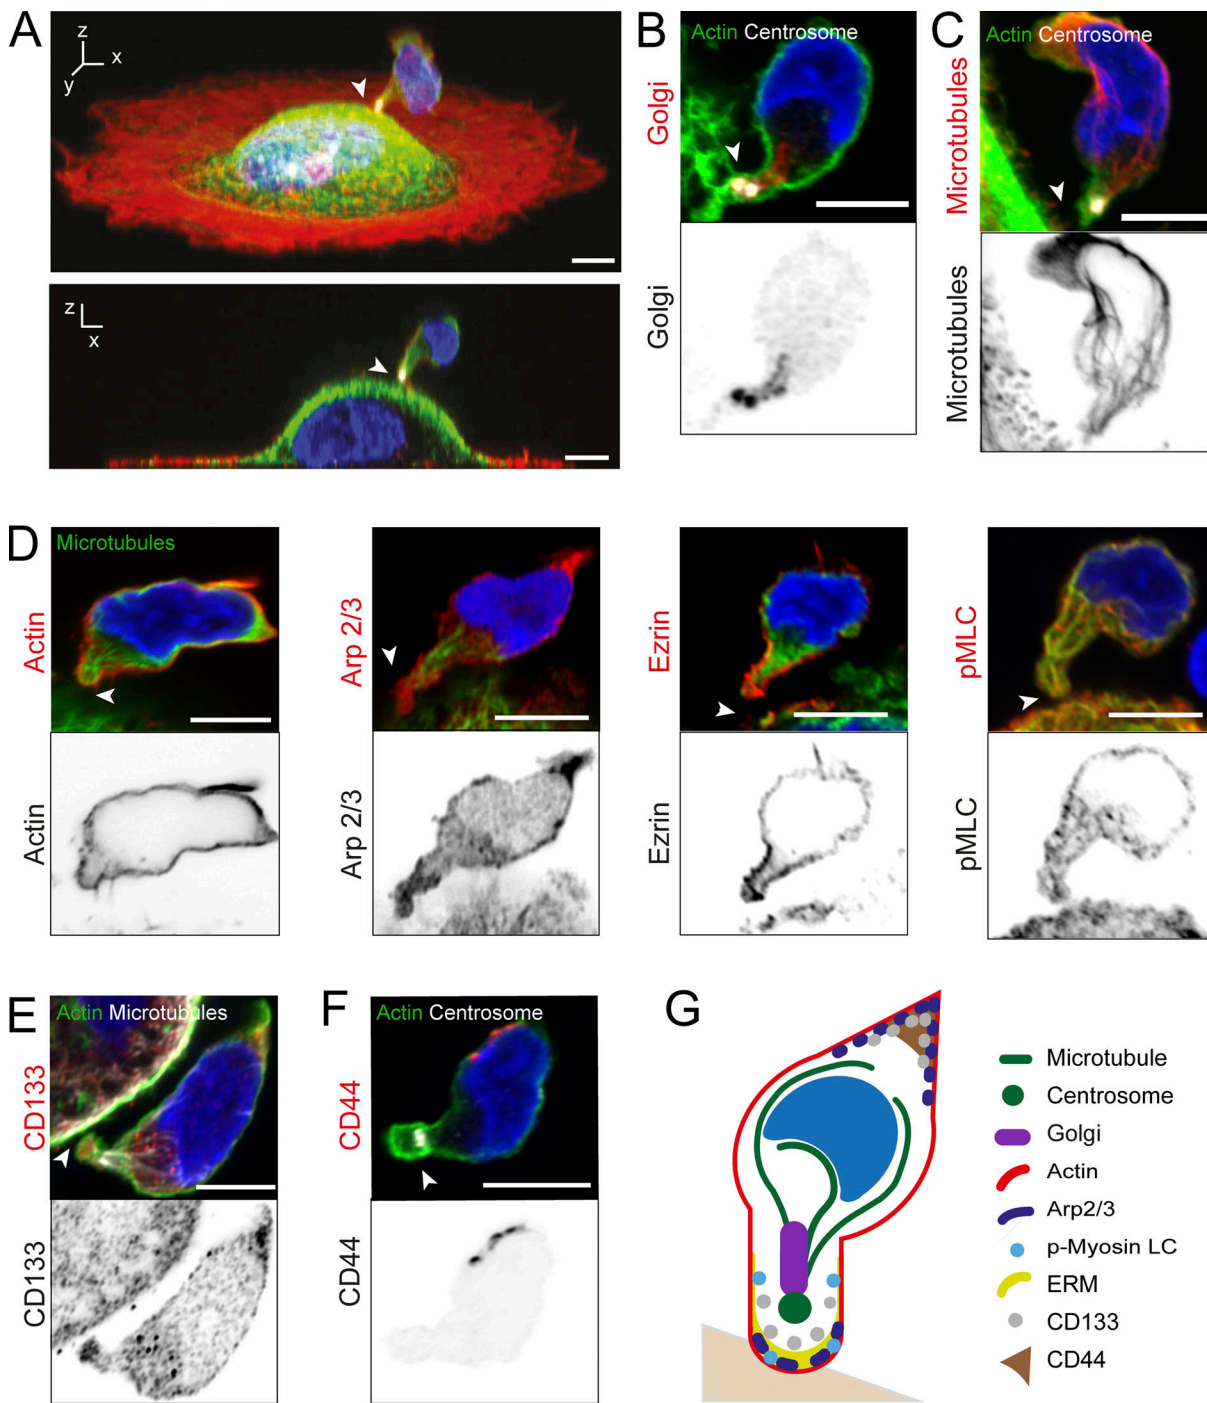 A
z
x
y
z
x
B
Actin Centrosome
Golgi
Golgi
C
Actin Centrosome
Microtubules
Microtubules
D
Microtubules
Actin
Actin
Arp 2/3
Arp 2/3
Ezrin
Ezrin
pMLC
pMLC
E
Actin Microtubules
CD133
CD133
F
Actin Centrosome
CD44
CD44
G
Microtubule
Centrosome
Golgi
Actin
Arp2/3
p-Myosin LC
ERM
CD133
CD44